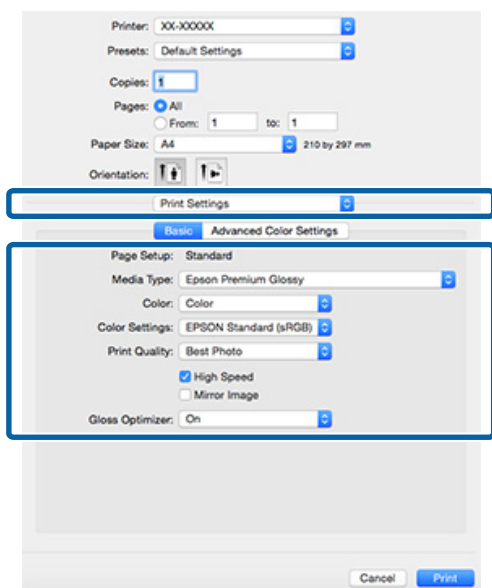 Printer: XX-XXXXX
Presets: Default Settings
Copies: 1
Pages: All
From: 1 to: 1
Paper Size: A4 210 by 297 mm
Orientation:
Print Settings
Basic Advanced Color Settings
Page Setup: Standard
Media Type: Epson Premium Glossy
Color: Color
Color Settings: EPSON Standard (sRGB)
Print Quality: Best Photo
High Speed
Mirror Image
Gloss Optimizer: On
Cancel Print